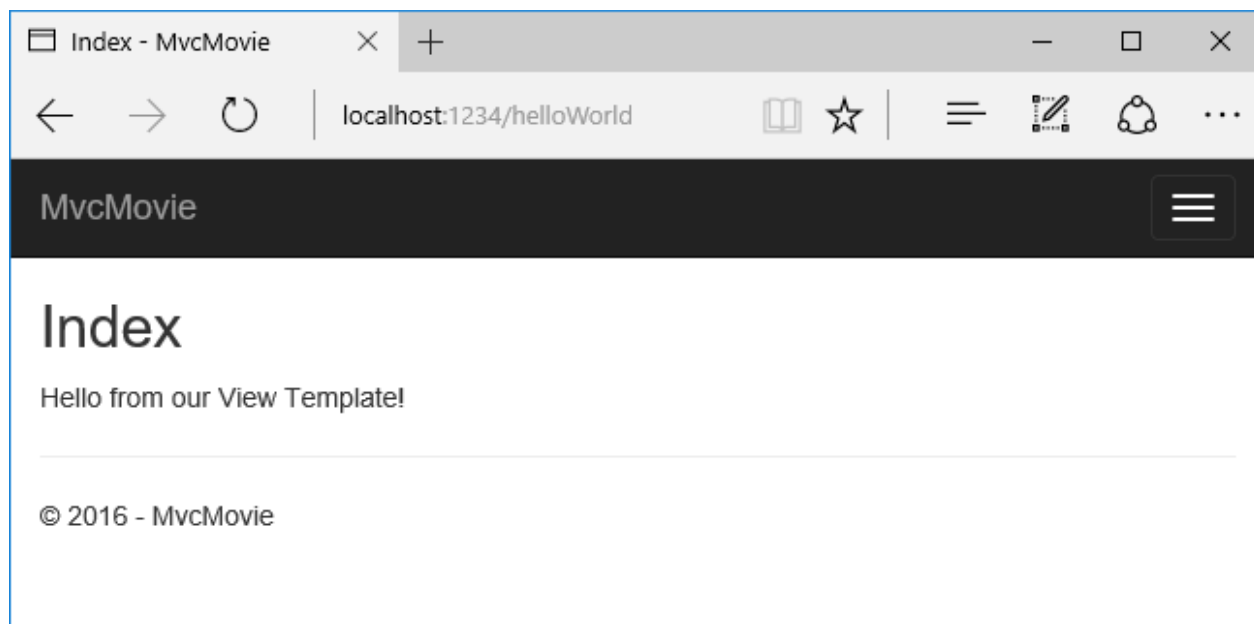 Index - MvcMovie
localhost:1234/helloWorld
MvcMovie
Index
Hello from our View Template!
© 2016 - MvcMovie